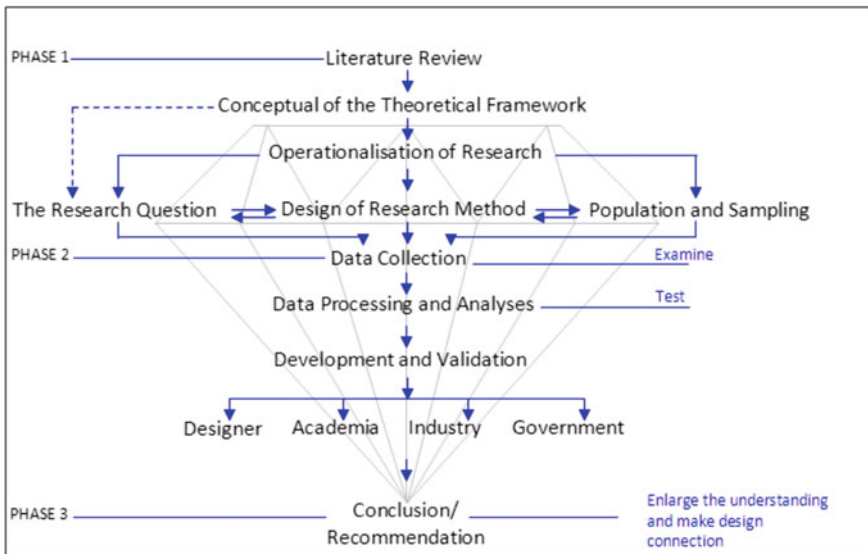 PHASE 1 Literature Review
Conceptual of the Theoretical Framework
Operationalisation of Research
The Research Question Design of Research Method Population and Sampling
PHASE 2 Data Collection Examine
Data Processing and Analyses Test
Development and Validation
Designer Academia Industry Government
PHASE 3 Conclusion/
Recommendation
Enlarge the understanding
and make design
connection